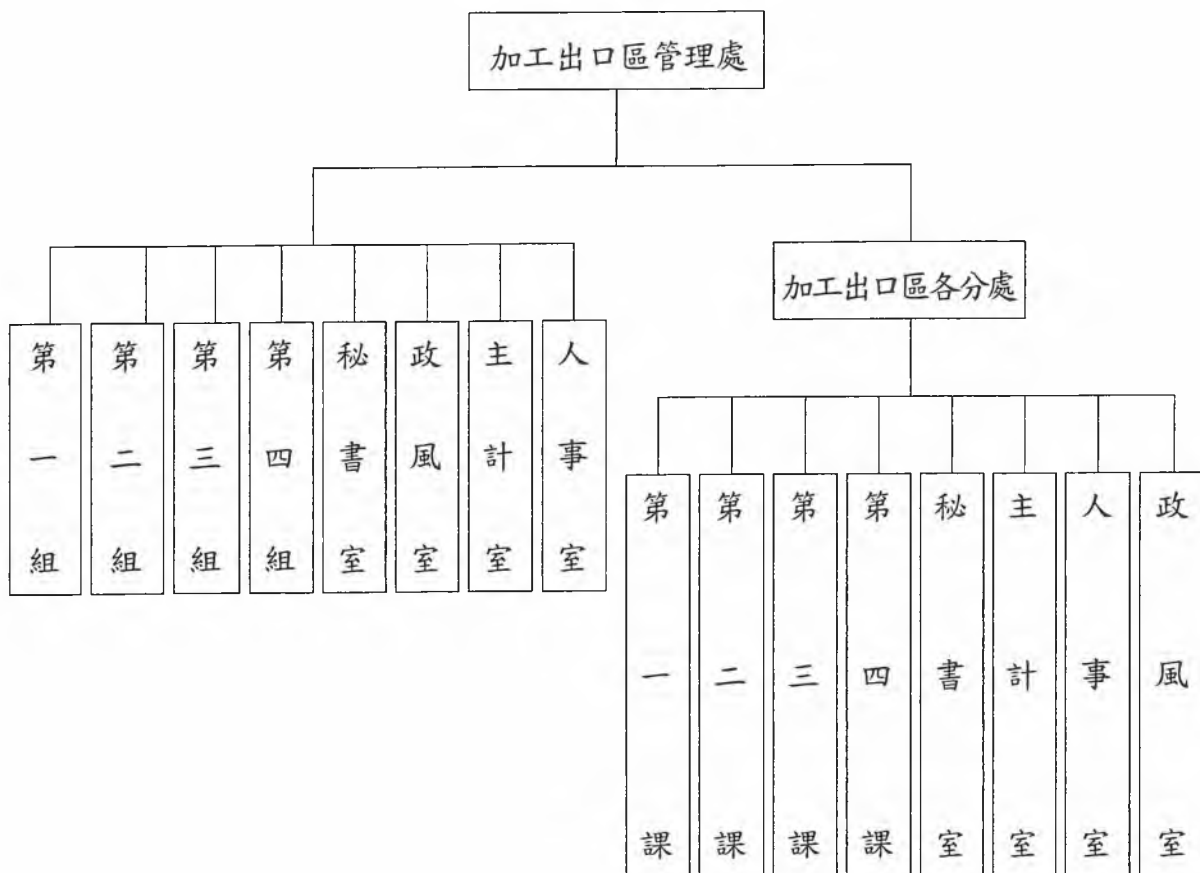 加工出口區管理處
加工出口區各分處
第一組
第二組
第三組
第四組
秘書室
政風室
主計室
人事室
第一課
第二課
第三課
第四課
秘書室
主計室
人事室
政風室